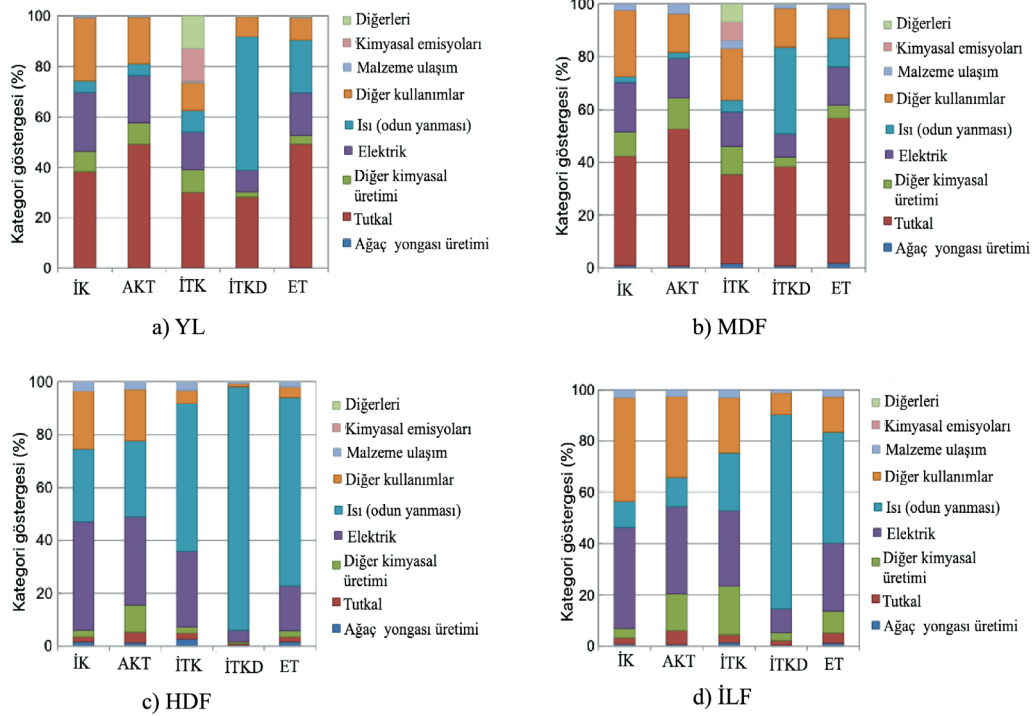 Kategori göstergesi (%)
100
80
60
40
20
0
İK
AKT
İTK
İTKD
ET
Diğerleri
Kimyasal emisyoları
Malzeme ulaşım
Diğer kullanımlar
Isı (odun yanması)
Elektrik
Diğer kimyasal
üretimi
Tutkal
Ağaç yongası üretimi
a) YL
Kategori göstergesi (%)
100
80
60
40
20
0
İK
AKT
İTK
İTKD
ET
Diğerleri
Kimyasal emisyoları
Malzeme ulaşım
Diğer kullanımlar
Isı (odun yanması)
Elektrik
Diğer kimyasal
üretimi
Tutkal
Ağaç yongası üretimi
b) MDF
Kategori göstergesi (%)
100
80
60
40
20
0
İK
AKT
İTK
İTKD
ET
Diğerleri
Kimyasal emisyoları
Malzeme ulaşım
Diğer kullanımlar
Isı (odun yanması)
Elektrik
Diğer kimyasal
üretimi
Tutkal
Ağaç yongası üretimi
c) HDF
Kategori göstergesi (%)
100
80
60
40
20
0
İK
AKT
İTK
İTKD
ET
Diğerleri
Kimyasal emisyoları
Malzeme ulaşım
Diğer kullanımlar
Isı (odun yanması)
Elektrik
Diğer kimyasal
üretimi
Tutkal
Ağaç yongası üretimi
d) İLF